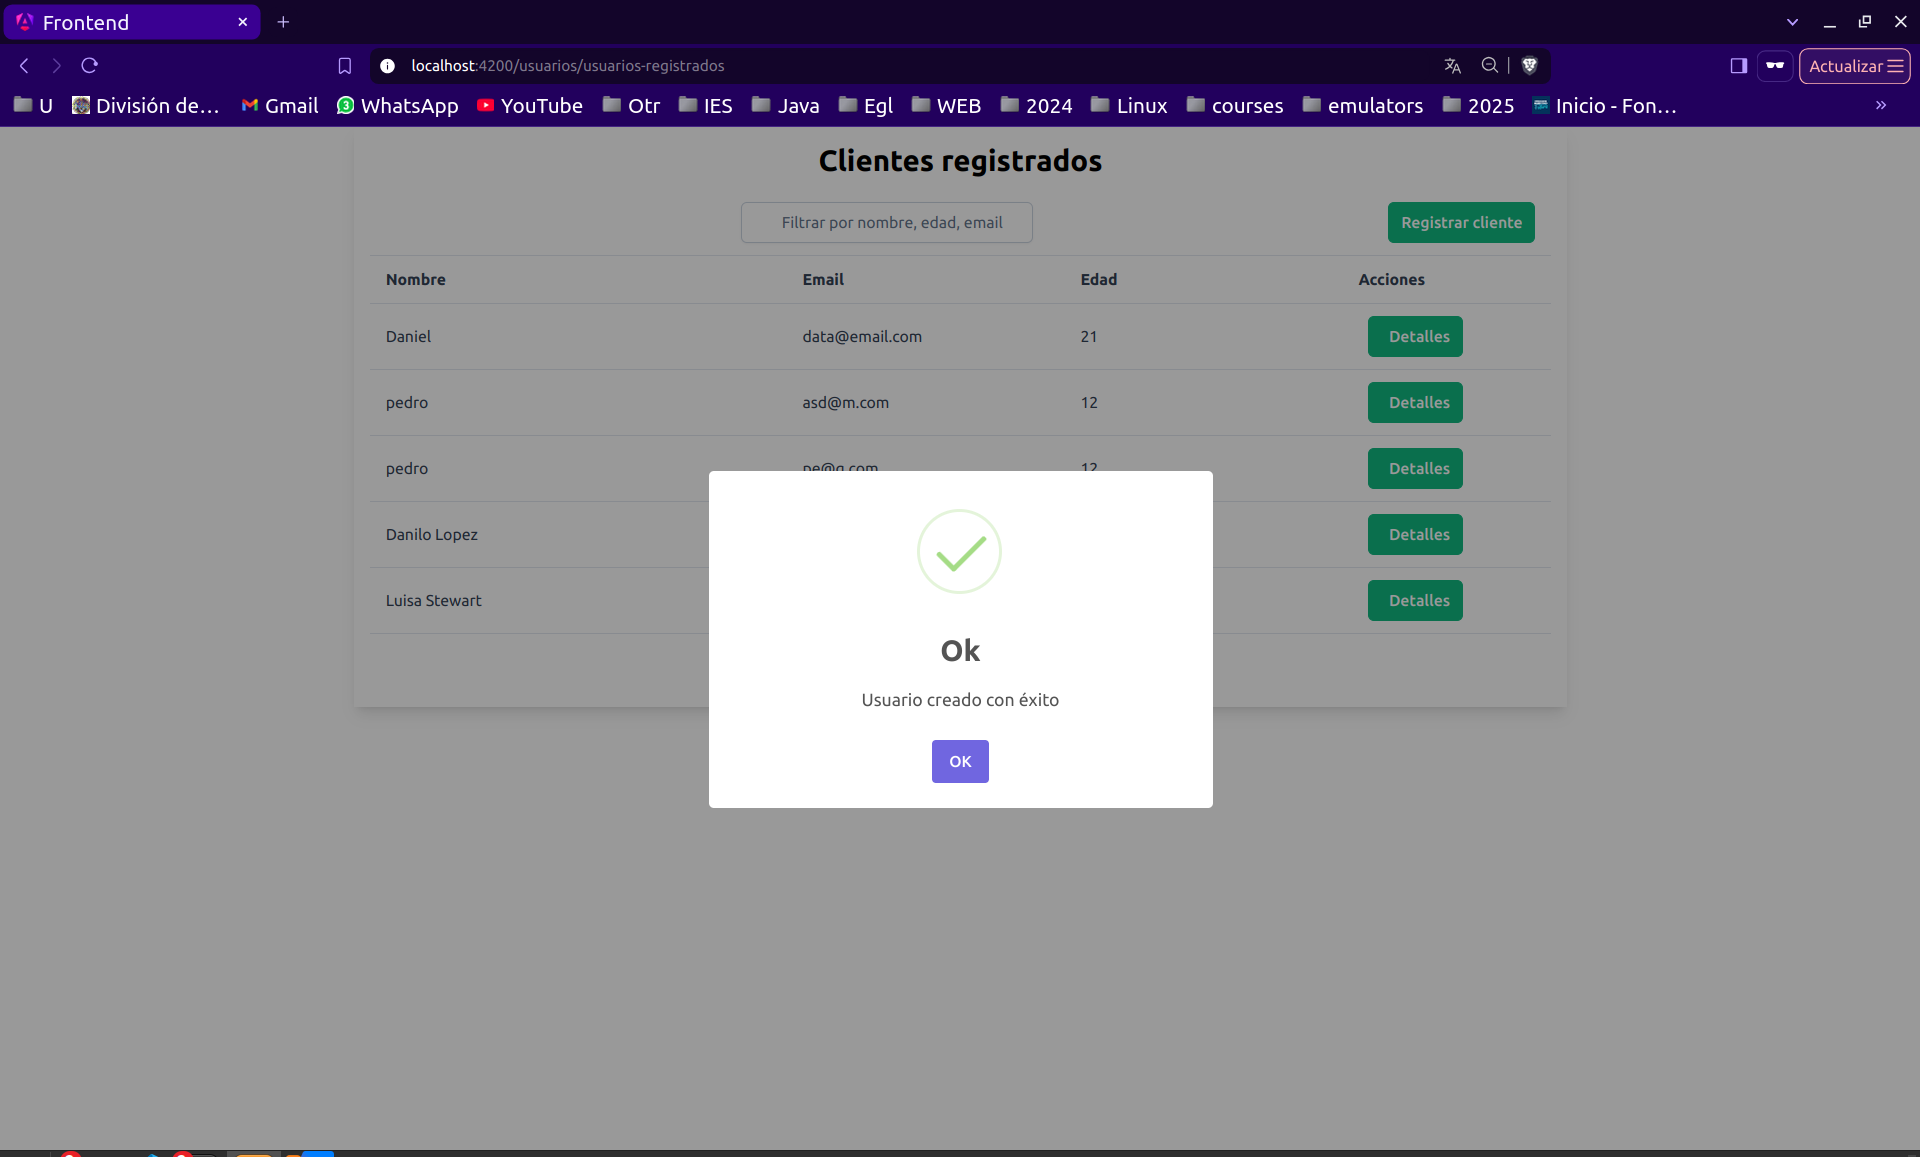 Frontend
localhost:4200/usuarios/usuarios-registrados
Actualizar
U División de... Gmail WhatsApp YouTube Otr IES Java Egl WEB 2024 Linux courses emulators 2025 Inicio - Fon...
Clientes registrados
Filtrar por nombre, edad, email
Registrar cliente
Nombre Email Edad Acciones
Daniel data@email.com 21 Detalles
pedro asd@m.com 12 Detalles
pedro 12 Detalles
Danilo Lopez Detalles
Luisa Stewart Detalles
Ok
Usuario creado con éxito
OK